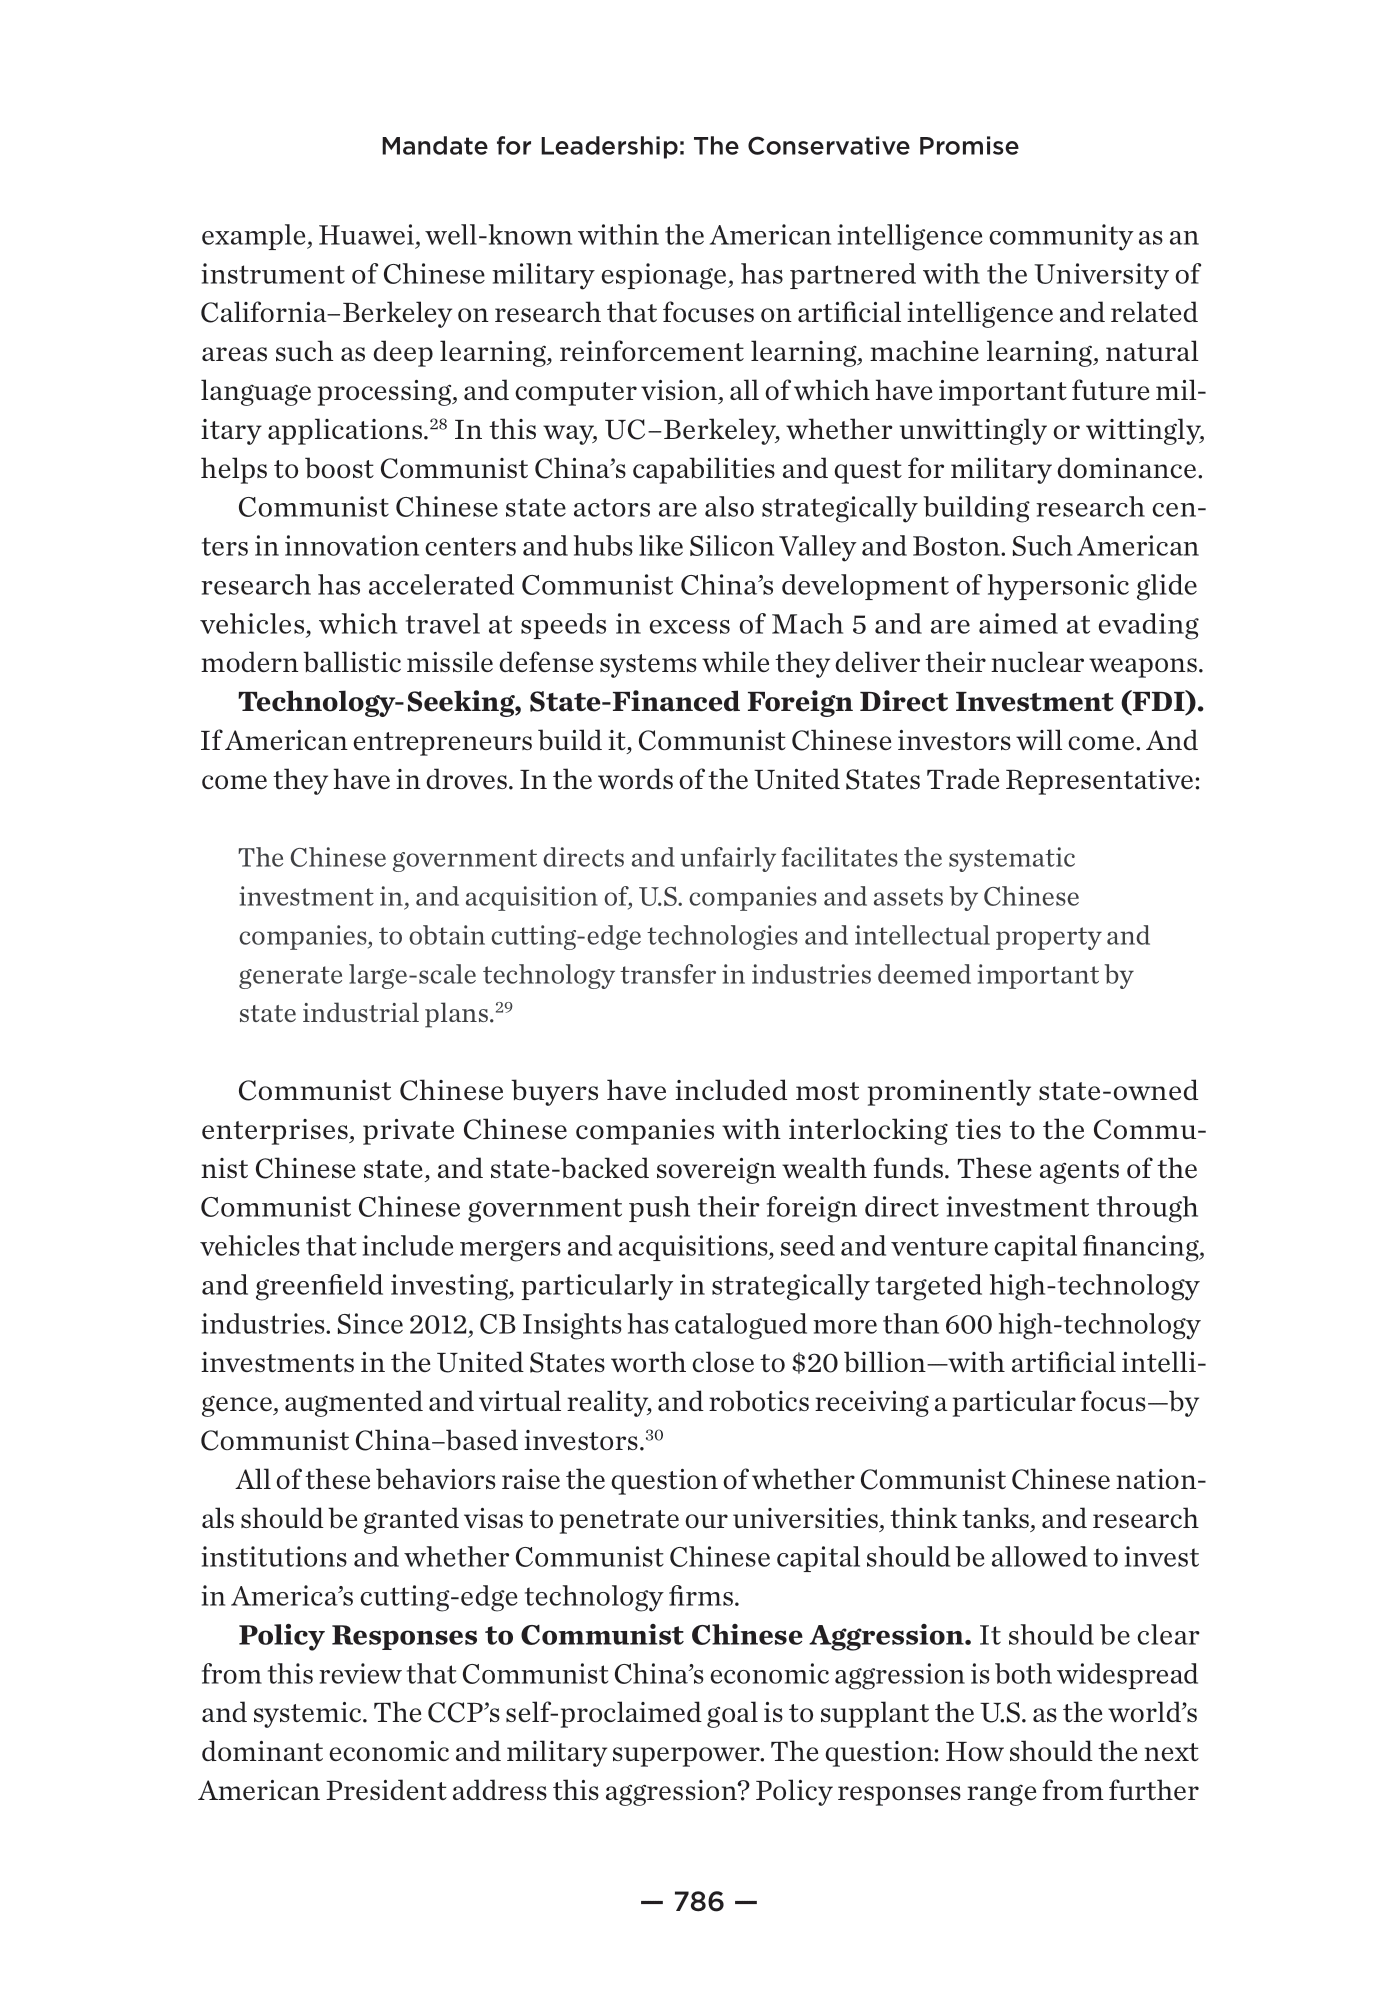 Mandate for Leadership: The Conservative Promise
example, Huawei, well-known within the American intelligence community as an
instrument of Chinese military espionage, has partnered with the University of
California–Berkeley on research that focuses on artificial intelligence and related
areas such as deep learning, reinforcement learning, machine learning, natural
language processing, and computer vision, all of which have important future mil-
itary applications.28 In this way, UC–Berkeley, whether unwittingly or wittingly,
helps to boost Communist China’s capabilities and quest for military dominance.
Communist Chinese state actors are also strategically building research cen-
ters in innovation centers and hubs like Silicon Valley and Boston. Such American
research has accelerated Communist China’s development of hypersonic glide
vehicles, which travel at speeds in excess of Mach 5 and are aimed at evading
modern ballistic missile defense systems while they deliver their nuclear weapons.
Technology-Seeking, State-Financed Foreign Direct Investment (FDI).
If American entrepreneurs build it, Communist Chinese investors will come. And
come they have in droves. In the words of the United States Trade Representative:
The Chinese government directs and unfairly facilitates the systematic
investment in, and acquisition of, U.S. companies and assets by Chinese
companies, to obtain cutting-edge technologies and intellectual property and
generate large-scale technology transfer in industries deemed important by
state industrial plans.29
Communist Chinese buyers have included most prominently state-owned
enterprises, private Chinese companies with interlocking ties to the Commu-
nist Chinese state, and state-backed sovereign wealth funds. These agents of the
Communist Chinese government push their foreign direct investment through
vehicles that include mergers and acquisitions, seed and venture capital financing,
and greenfield investing, particularly in strategically targeted high-technology
industries. Since 2012, CB Insights has catalogued more than 600 high-technology
investments in the United States worth close to $20 billion—with artificial intelli-
gence, augmented and virtual reality, and robotics receiving a particular focus—by
Communist China–based investors.30
All of these behaviors raise the question of whether Communist Chinese nation-
als should be granted visas to penetrate our universities, think tanks, and research
institutions and whether Communist Chinese capital should be allowed to invest
in America’s cutting-edge technology firms.
Policy Responses to Communist Chinese Aggression. It should be clear
from this review that Communist China’s economic aggression is both widespread
and systemic. The CCP’s self-proclaimed goal is to supplant the U.S. as the world’s
dominant economic and military superpower. The question: How should the next
American President address this aggression? Policy responses range from further
— 786 —